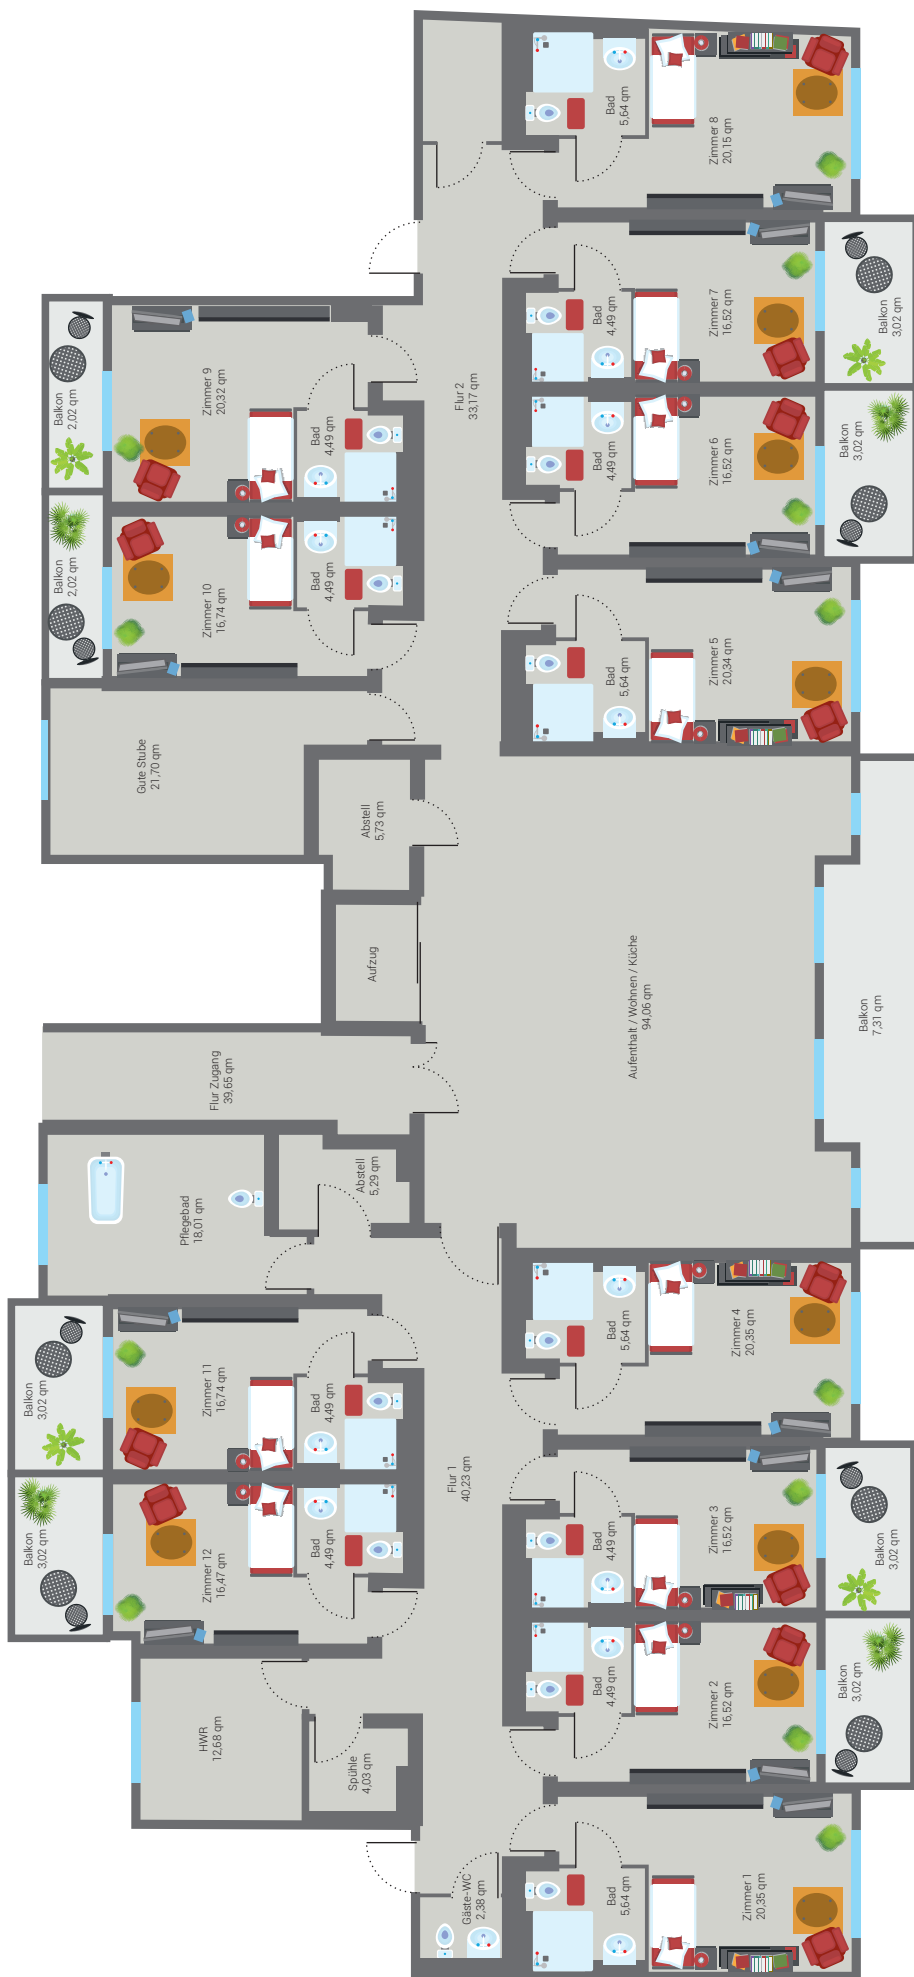 Balkon
2,02 qm
Zimmer 9
20,32 qm
Bad
4,49 qm
Balkon
2,02 qm
Zimmer 10
16,74 qm
Bad
4,49 qm
Gute Stube
21,70 qm
Abstell
5,73 qm
Aufzug
Flur Zugang
39,65 qm
Pflegebad
18,01 qm
Abstell
5,29 qm
Balkon
3,02 qm
Zimmer 11
16,74 qm
Bad
4,49 qm
Balkon
3,02 qm
Zimmer 12
16,47 qm
Bad
4,49 qm
HWR
12,68 qm
Spühle
4,03 qm
Gäste-WC
2,38 qm
Flur 2
33,17 qm
Flur 1
40,23 qm
Bad
5,64 qm
Zimmer 8
20,15 qm
Bad
4,49 qm
Zimmer 7
16,52 qm
Balkon
3,02 qm
Bad
4,49 qm
Zimmer 6
16,52 qm
Balkon
3,02 qm
Bad
5,64 qm
Zimmer 5
20,34 qm
Aufenthalt / Wohnen / Küche
94,06 qm
Balkon
7,31 qm
Bad
5,64 qm
Zimmer 4
20,35 qm
Bad
4,49 qm
Zimmer 3
16,52 qm
Balkon
3,02 qm
Bad
4,49 qm
Zimmer 2
16,52 qm
Balkon
3,02 qm
Bad
5,64 qm
Zimmer 1
20,35 qm